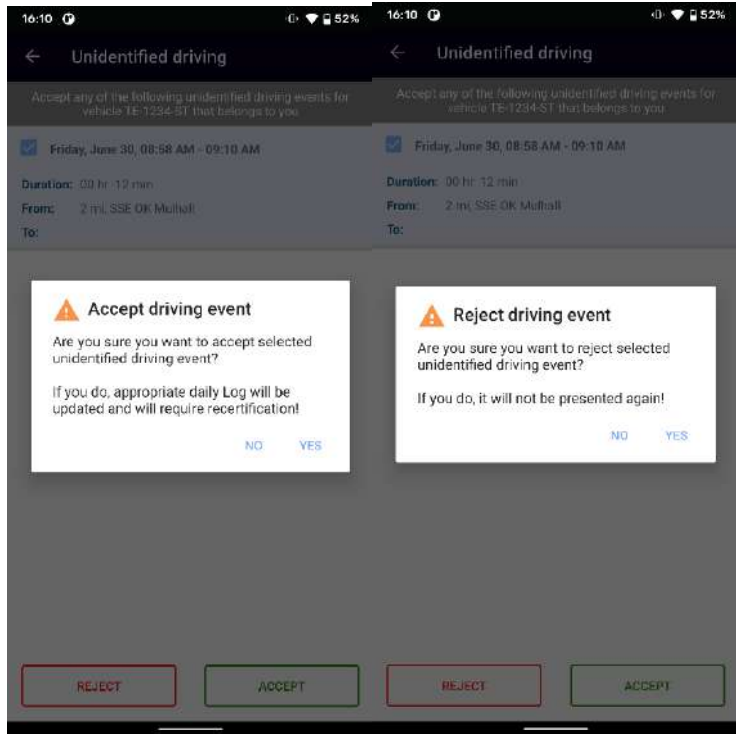 16:10 52%
Unidentified driving
Accept any of the following unidentified driving events for
vehicle TE-1234-ST that belongs to you
Friday, June 30, 08:58 AM - 09:10 AM
Duration: 00 hr 12 min
From: 2 mi, SSE OK Mulhall
To:
Accept driving event
Are you sure you want to accept selected
unidentified driving event?
If you do, appropriate daily Log will be
updated and will require recertification!
NO YES
REJECT ACCEPT
16:10 52%
Unidentified driving
Accept any of the following unidentified driving events for
vehicle TE-1234-ST that belongs to you
Friday, June 30, 08:58 AM - 09:10 AM
Duration: 00 hr 12 min
From: 2 mi, SSE OK Mulhall
To:
Reject driving event
Are you sure you want to reject selected
unidentified driving event?
If you do, it will not be presented again!
NO YES
REJECT ACCEPT